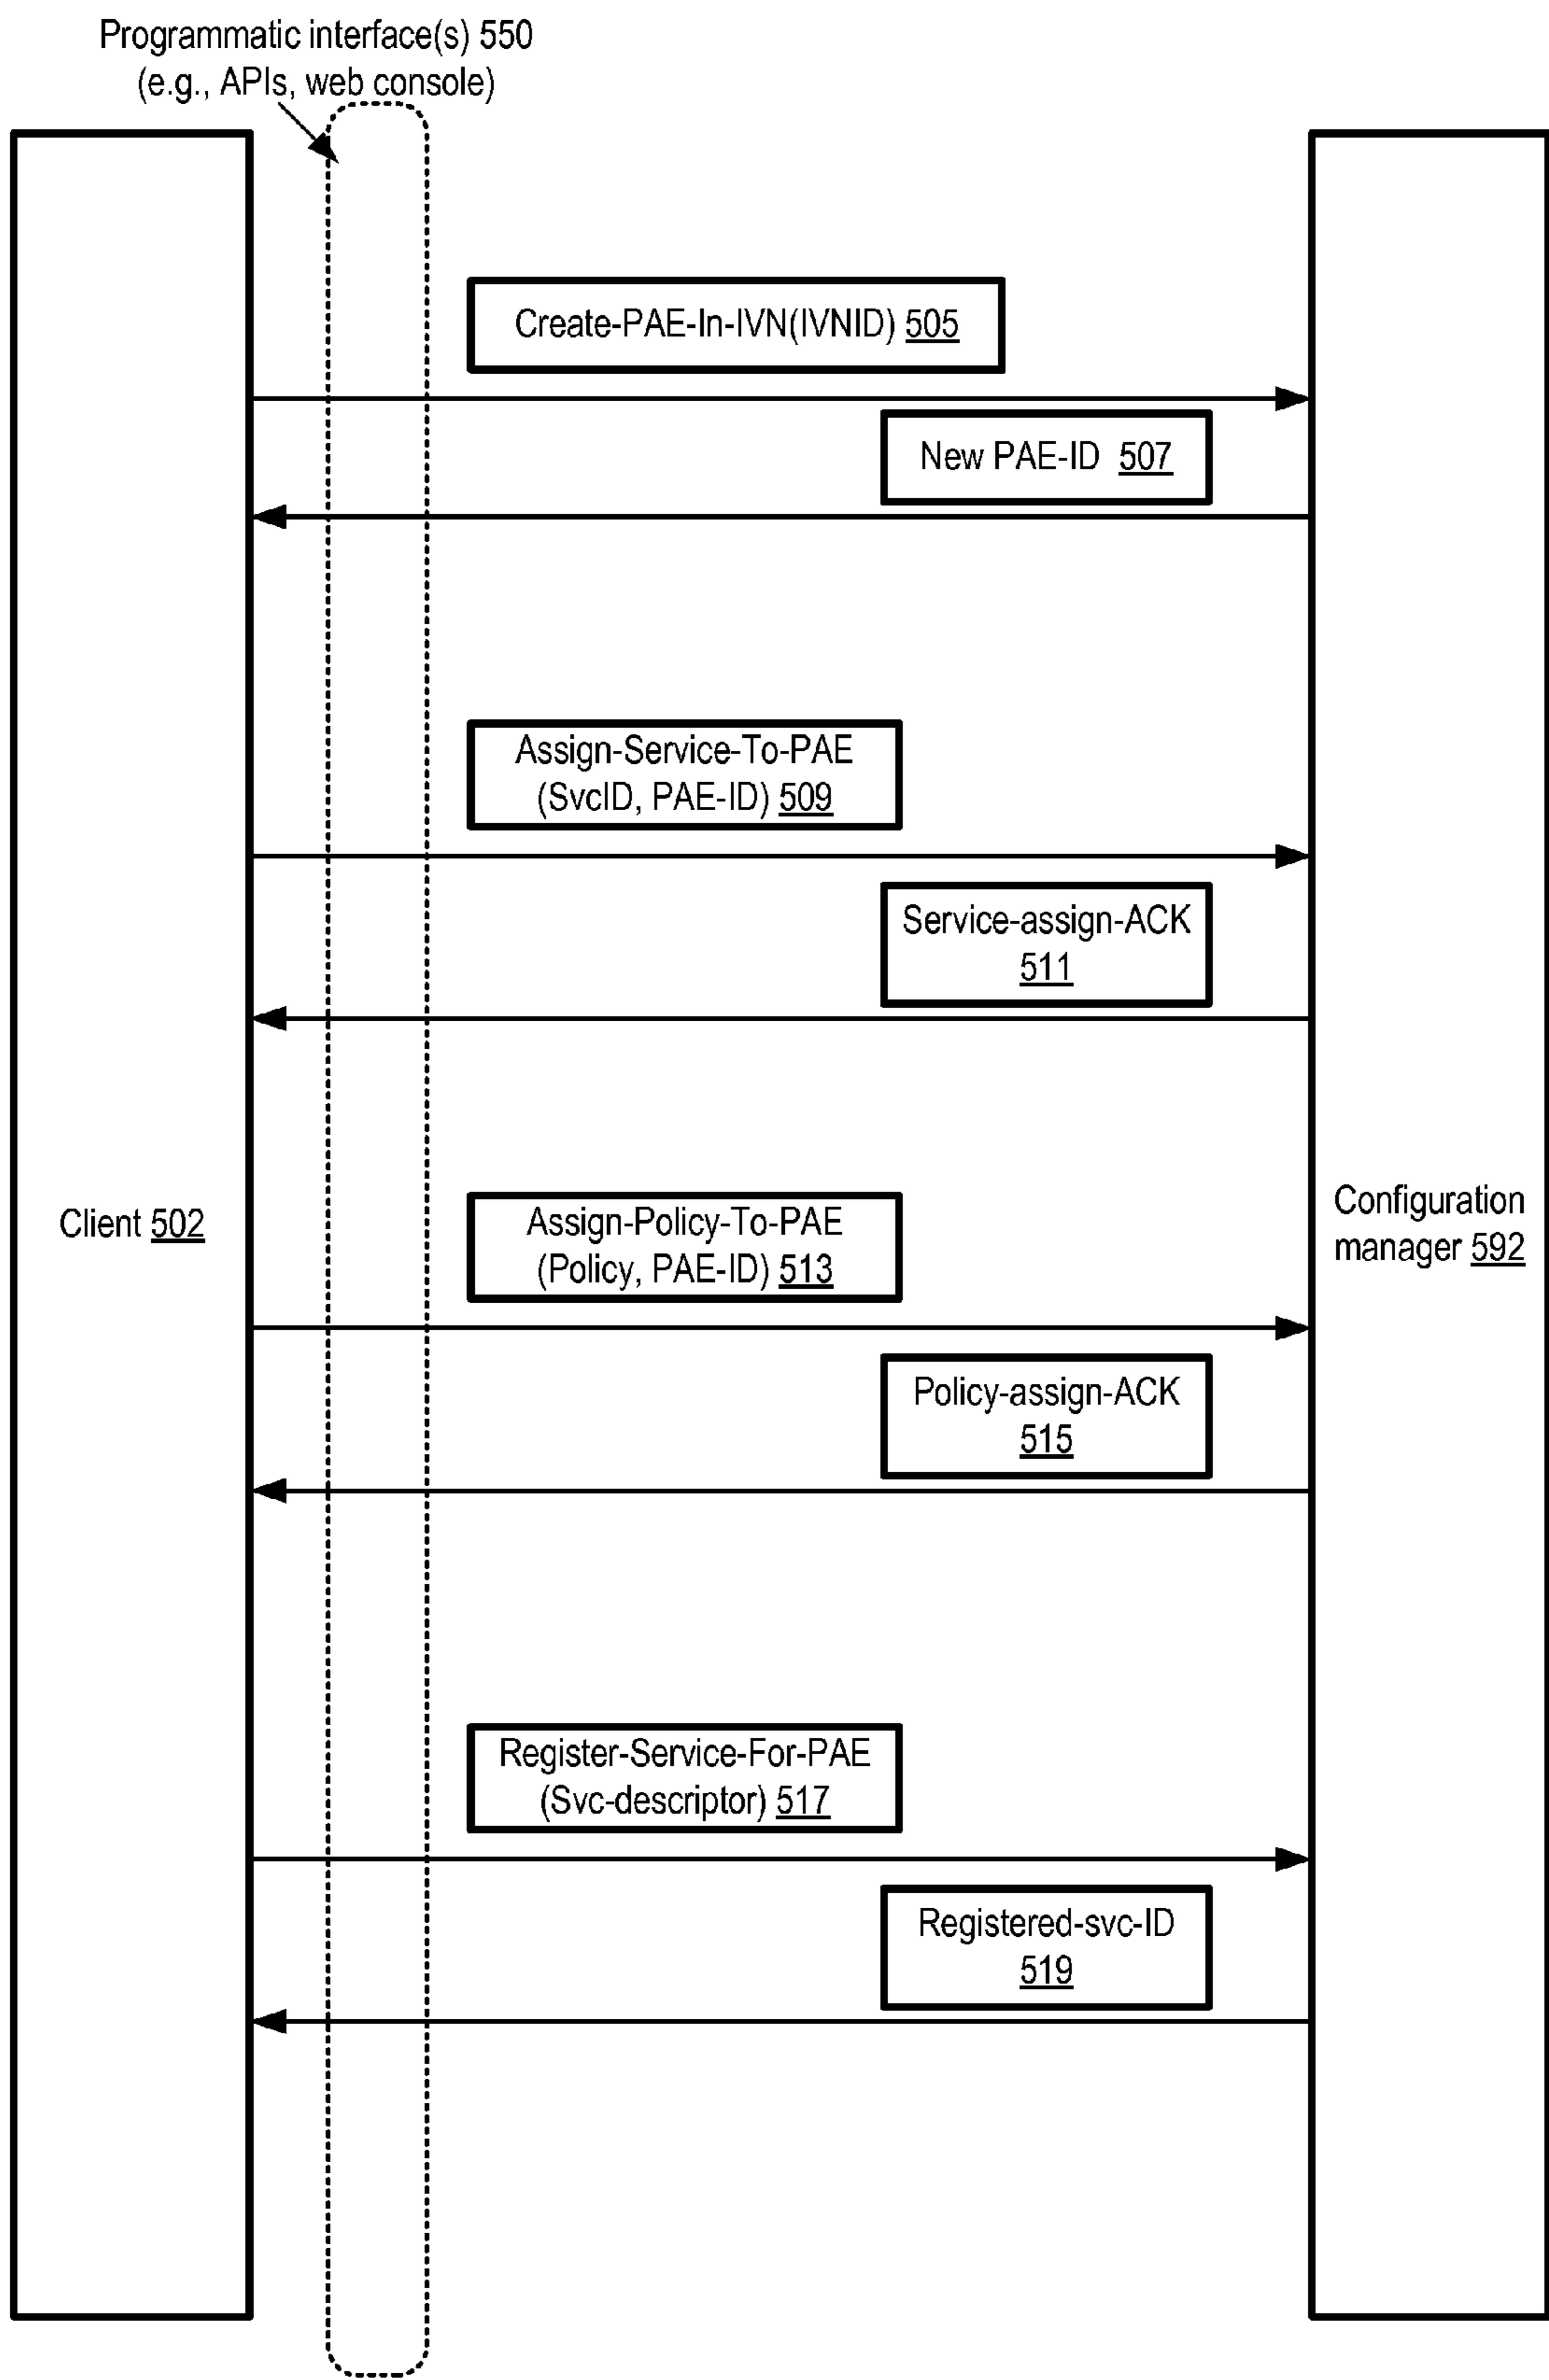 Programmatic interface(s) 550
(e.g., APIs, web console)
Create-PAE-In-IVN(IVNID) 505
New PAE-ID 507
Assign-Service-To-PAE
(SvcID, PAE-ID) 509
Service-assign-ACK
511
Client 502
Assign-Policy-To-PAE
(Policy, PAE-ID) 513
Configuration
manager 592
Policy-assign-ACK
515
Register-Service-For-PAE
(Svc-descriptor) 517
Registered-svc-ID
519